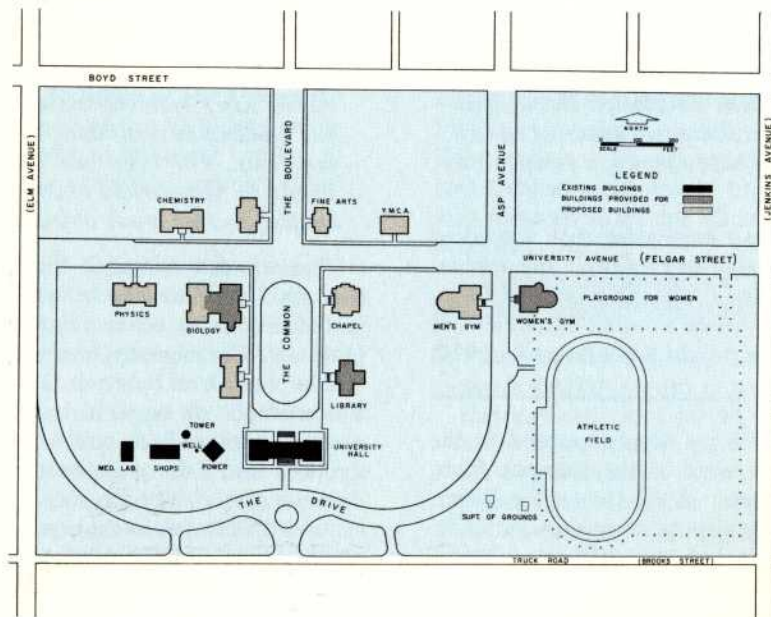 BOYD STREET
(ELM AVENUE)
THE BOULEVARD
ASP AVENUE
(JENKINS AVENUE)
NORTH
SCALE
FEET
LEGEND
EXISTING BUILDINGS
BUILDINGS PROVIDED FOR
PROPOSED BUILDINGS
CHEMISTRY
FINE ARTS
Y.M.C.A.
UNIVERSITY AVENUE (FELGAR STREET)
PHYSICS
BIOLOGY
THE COMMON
CHAPEL
MEN'S GYM
WOMEN'S GYM
PLAYGROUND FOR WOMEN
LIBRARY
ATHLETIC
FIELD
TOWER
WELL
MED. LAB.
SHOPS
POWER
UNIVERSITY
HALL
THE DRIVE
SUPT. OF GROUNDS
TRUCK ROAD (BROOKS STREET)